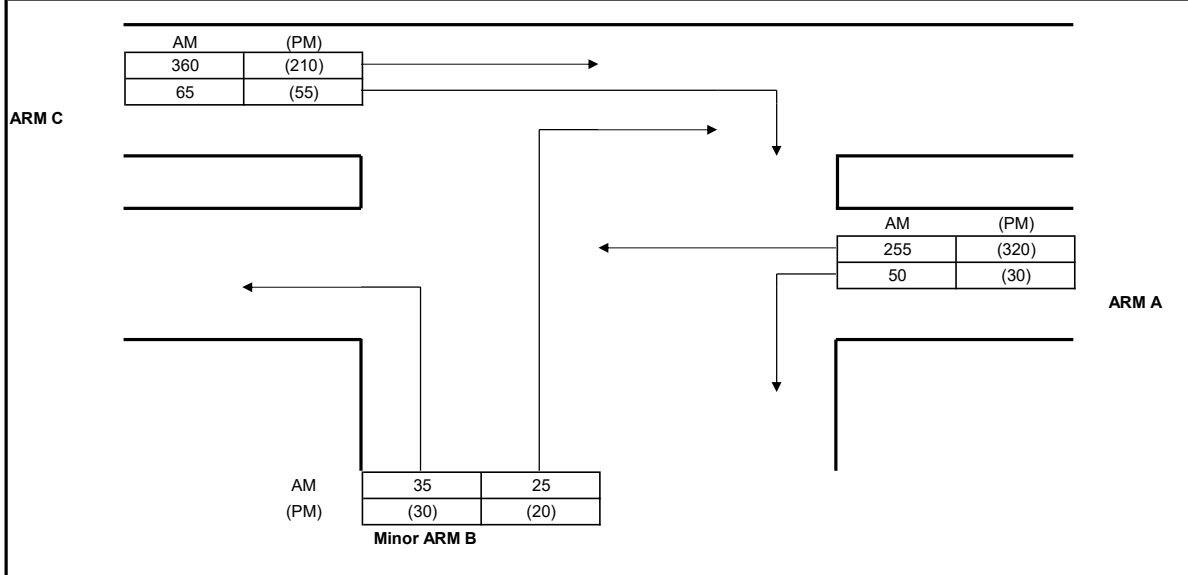 AM (PM)
360 (210)
65 (55)
ARM C
AM (PM)
255 (320)
50 (30)
ARM A
AM 35 25
(PM) (30) (20)
Minor ARM B